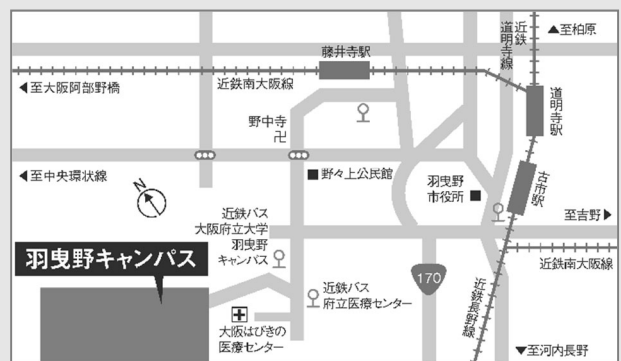 近鉄
道明寺線
▲至柏原
藤井寺駅
近鉄南大阪線
◀至大阪阿部野橋
道明寺駅
野中寺
卍
◀至中央環状線
野々上公民館
羽曳野
市役所
古市駅
至吉野▶
N
近鉄バス
大阪府立大学
羽曳野
キャンパス
近鉄南大阪線
羽曳野キャンパス
170
近鉄長野線
近鉄バス
府立医療センター
大阪はびきの
医療センター
▼至河内長野